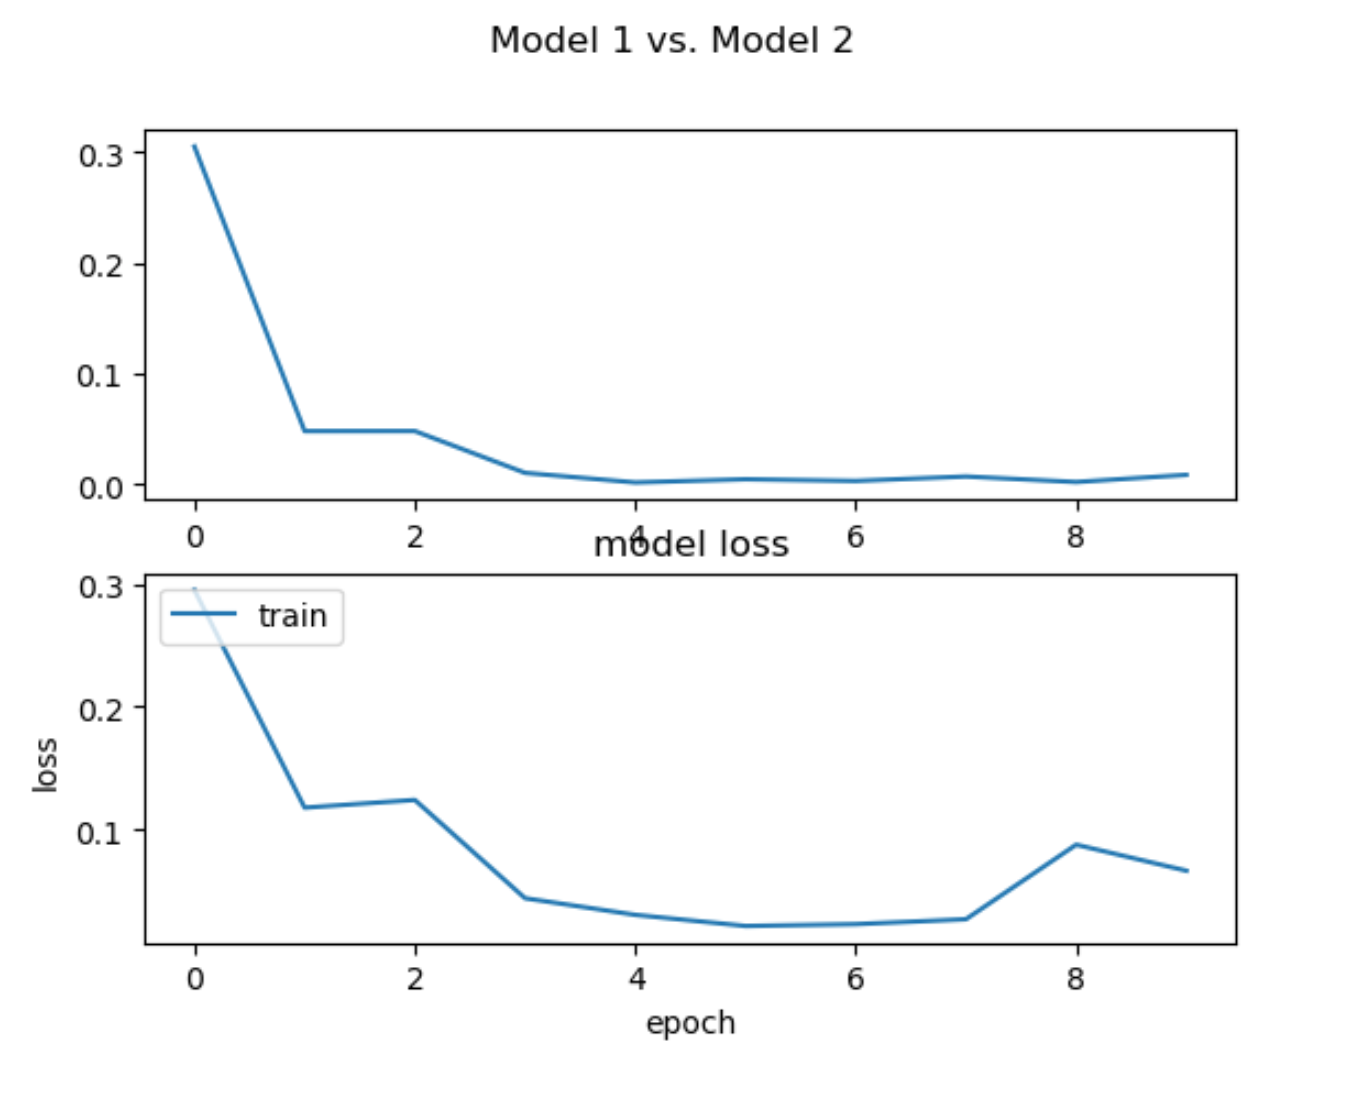 Model 1 vs. Model 2
0.3
0.2
0.1
0.0
0 2 4 6 8
model loss
0.3
train
0.2
0.1
loss
0 2 4 6 8
epoch